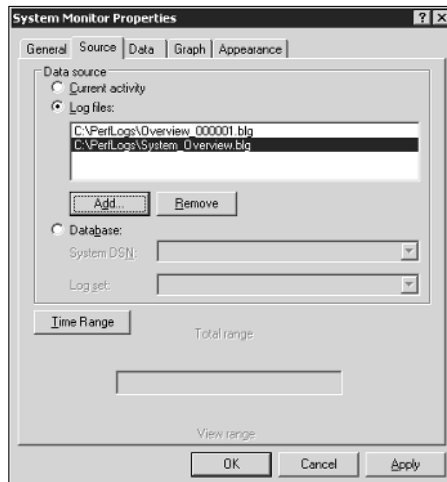 System Monitor Properties
General Source Data Graph Appearance
Data source
Current activity
Log files:
C:\PerfLogs\Overview_000001.blg
C:\PerfLogs\System_Overview.blg
Add... Remove
Database:
System DSN:
Log set:
Time Range
Total range
View range
OK Cancel Apply